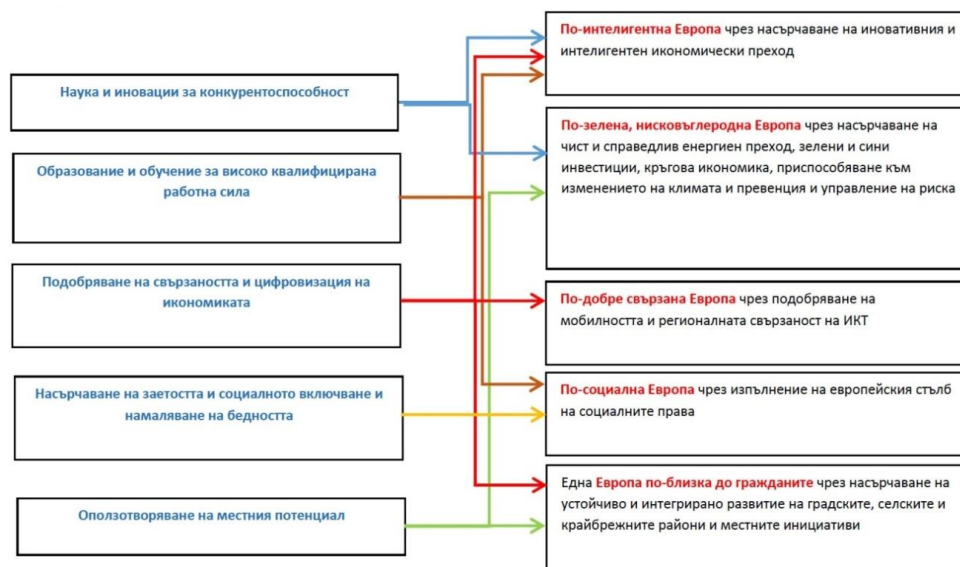 Наука и иновации за конкурентоспособност
Образование и обучение за високо квалифицирана
работна сила
Подобряване на свързаността и цифровизация на
икономиката
Насърчаване на заетостта и социалното включване и
намаляване на бедността
Оползотворяване на местния потенциал
По-интелигентна Европа чрез насърчаване на иновативния и
интелигентен икономически преход
По-зелена, нисковъглеродна Европа чрез насърчаване на
чист и справедлив енергиен преход, зелени и сини
инвестиции, кръгова икономика, приспособяване към
изменението на климата и превенция и управление на риска
По-добре свързана Европа чрез подобряване на
мобилността и регионалната свързаност на ИКТ
По-социална Европа чрез изпълнение на европейския стълб
на социалните права
Една Европа по-близка до гражданите чрез насърчаване на
устойчиво и интегрирано развитие на градските, селските и
крайбрежните райони и местните инициативи